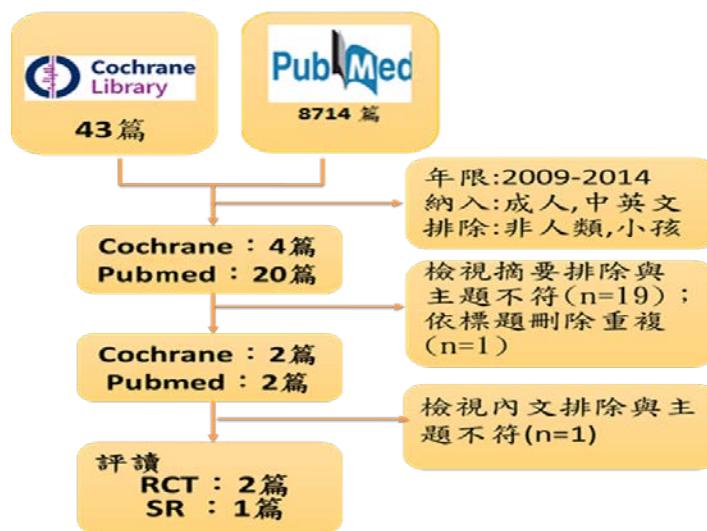 Cochrane
Library
43篇
PubMed
8714 篇
年限:2009-2014
納入:成人,中英文
排除:非人類,小孩
Cochrane：4篇
Pubmed：20篇
檢視摘要排除與
主題不符(n=19)；
依標題刪除重複
(n=1)
Cochrane：2篇
Pubmed：2篇
檢視內文排除與主
題不符(n=1)
評讀
RCT：2篇
SR：1篇